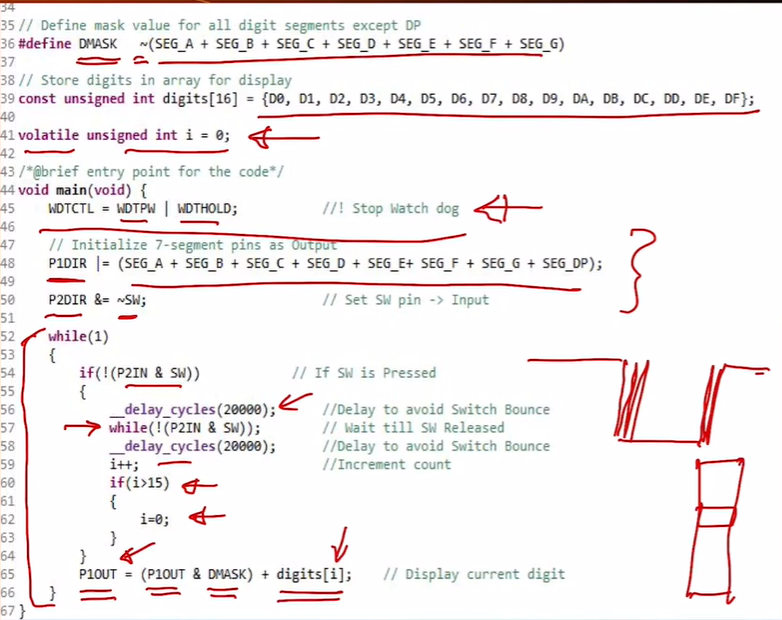 34
35 // Define mask value for all digit segments except DP
36 #define DMASK ~(SEG_A + SEG_B + SEG_C + SEG_D + SEG_E + SEG_F + SEG_G)
37
38 // Store digits in array for display
39 const unsigned int digits[16] = {D0, D1, D2, D3, D4, D5, D6, D7, D8, D9, DA, DB, DC, DD, DE, DF};
40
41 volatile unsigned int i = 0;
42
43 /*@brief entry point for the code*/
44 void main(void) {
45 WDTCTL = WDTPW | WDTHOLD; //! Stop Watch dog
46
47 // Initialize 7-segment pins as Output
48 P1DIR |= (SEG_A + SEG_B + SEG_C + SEG_D + SEG_E+ SEG_F + SEG_G + SEG_DP);
49
50 P2DIR &= ~SW; // Set SW pin -> Input
51
52 while(1)
53 {
54 if(!(P2IN & SW)) // If SW is Pressed
55 {
56 __delay_cycles(20000); //Delay to avoid Switch Bounce
57 while(!(P2IN & SW)); // Wait till SW Released
58 __delay_cycles(20000); //Delay to avoid Switch Bounce
59 i++; //Increment count
60 if(i>15)
61 {
62 i=0;
63 }
64 }
65 P1OUT = (P1OUT & DMASK) + digits[i]; // Display current digit
66 }
67 }